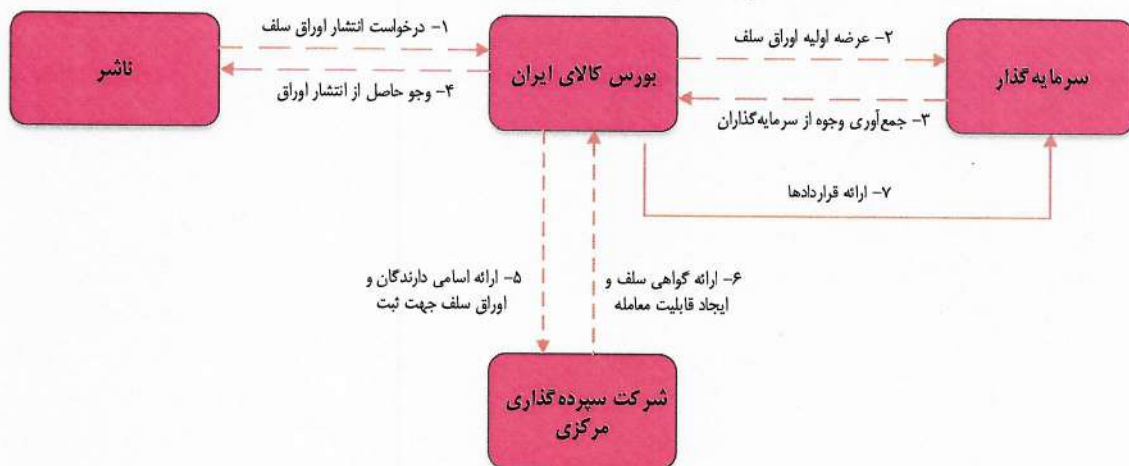 ۱- درخواست انتشار اوراق سلف
۲- عرضه اولیه اوراق سلف
ناشر
بورس کالای ایران
سرمایه‌گذار
۴- وجو حاصل از انتشار اوراق
۳- جمع‌آوری وجوه از سرمایه‌گذاران
۷- ارائه قراردادها
۵- ارائه اسامی دارندگان و
اوراق سلف جهت ثبت
۶- ارائه گواهی سلف و
ایجاد قابلیت معامله
شرکت سپرده‌گذاری
مرکزی